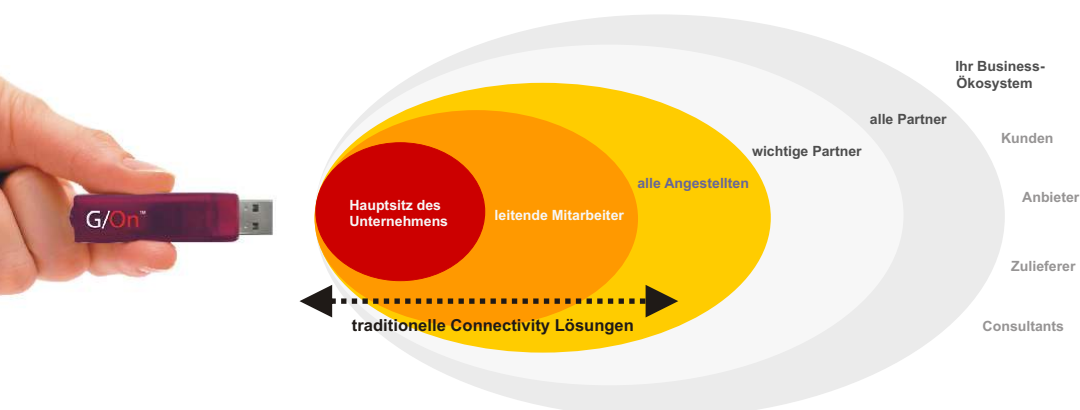 G/On™
Hauptsitz des
Unternehmens
leitende Mitarbeiter
alle Angestellten
wichtige Partner
alle Partner
Ihr Business-
Ökosystem
Kunden
Anbieter
Zulieferer
Consultants
traditionelle Connectivity Lösungen